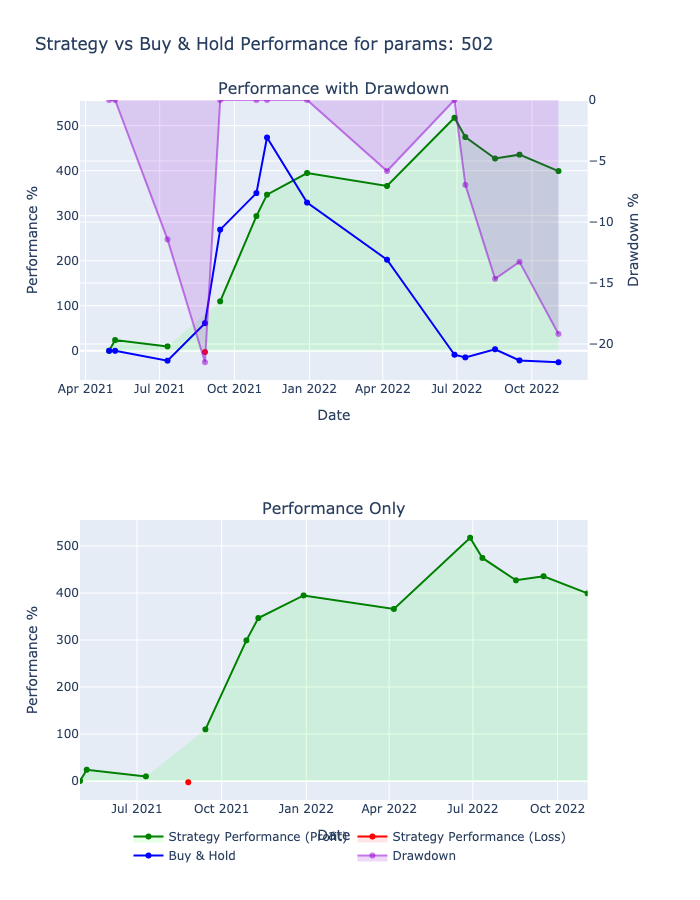 Strategy vs Buy & Hold Performance for params: 502
Performance with Drawdown
500
400
300
200
100
0
Performance %
0
−5
−10
−15
−20
Drawdown %
Apr 2021 Jul 2021 Oct 2021 Jan 2022 Apr 2022 Jul 2022 Oct 2022
Date
Performance Only
500
400
300
200
100
0
Performance %
Jul 2021 Oct 2021 Jan 2022 Apr 2022 Jul 2022 Oct 2022
Date
Strategy Performance (Profit) Strategy Performance (Loss)
Buy & Hold Drawdown